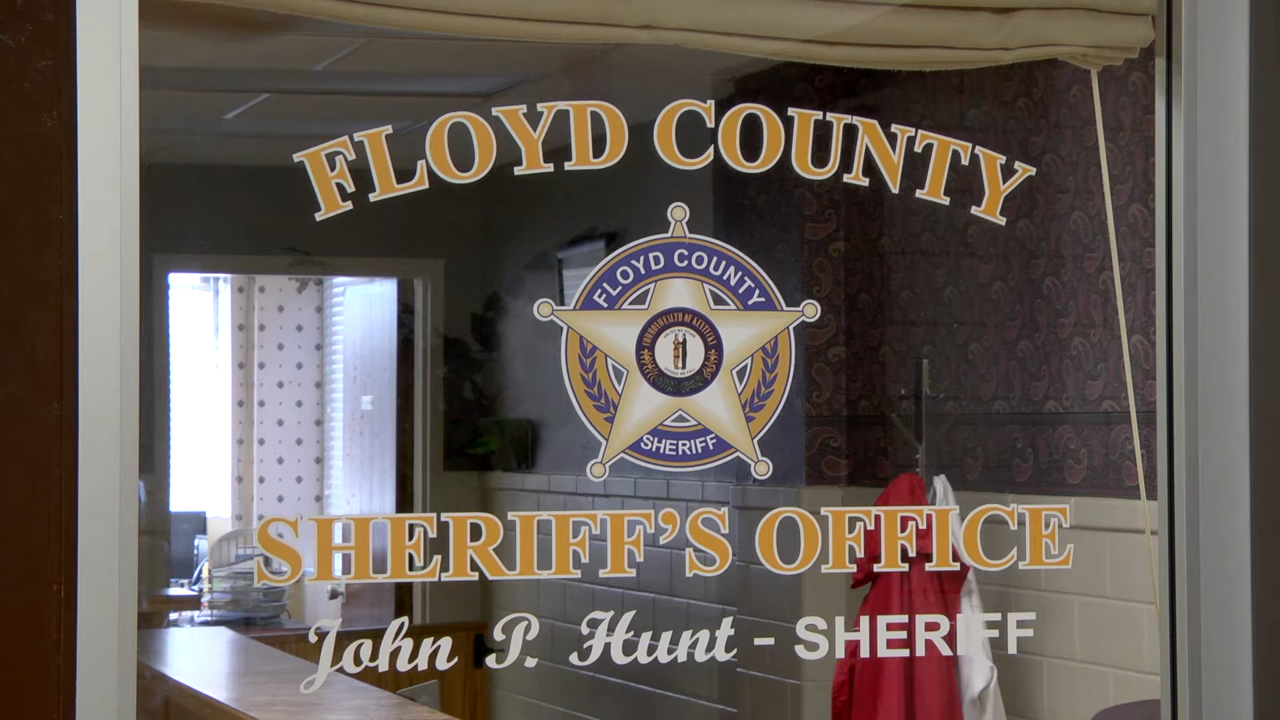 FLOYD COUNTY
FLOYD COUNTY
COMMONWEALTH OF KENTUCKY
SHERIFF
SHERIFF'S OFFICE
John P. Hunt - SHERIFF